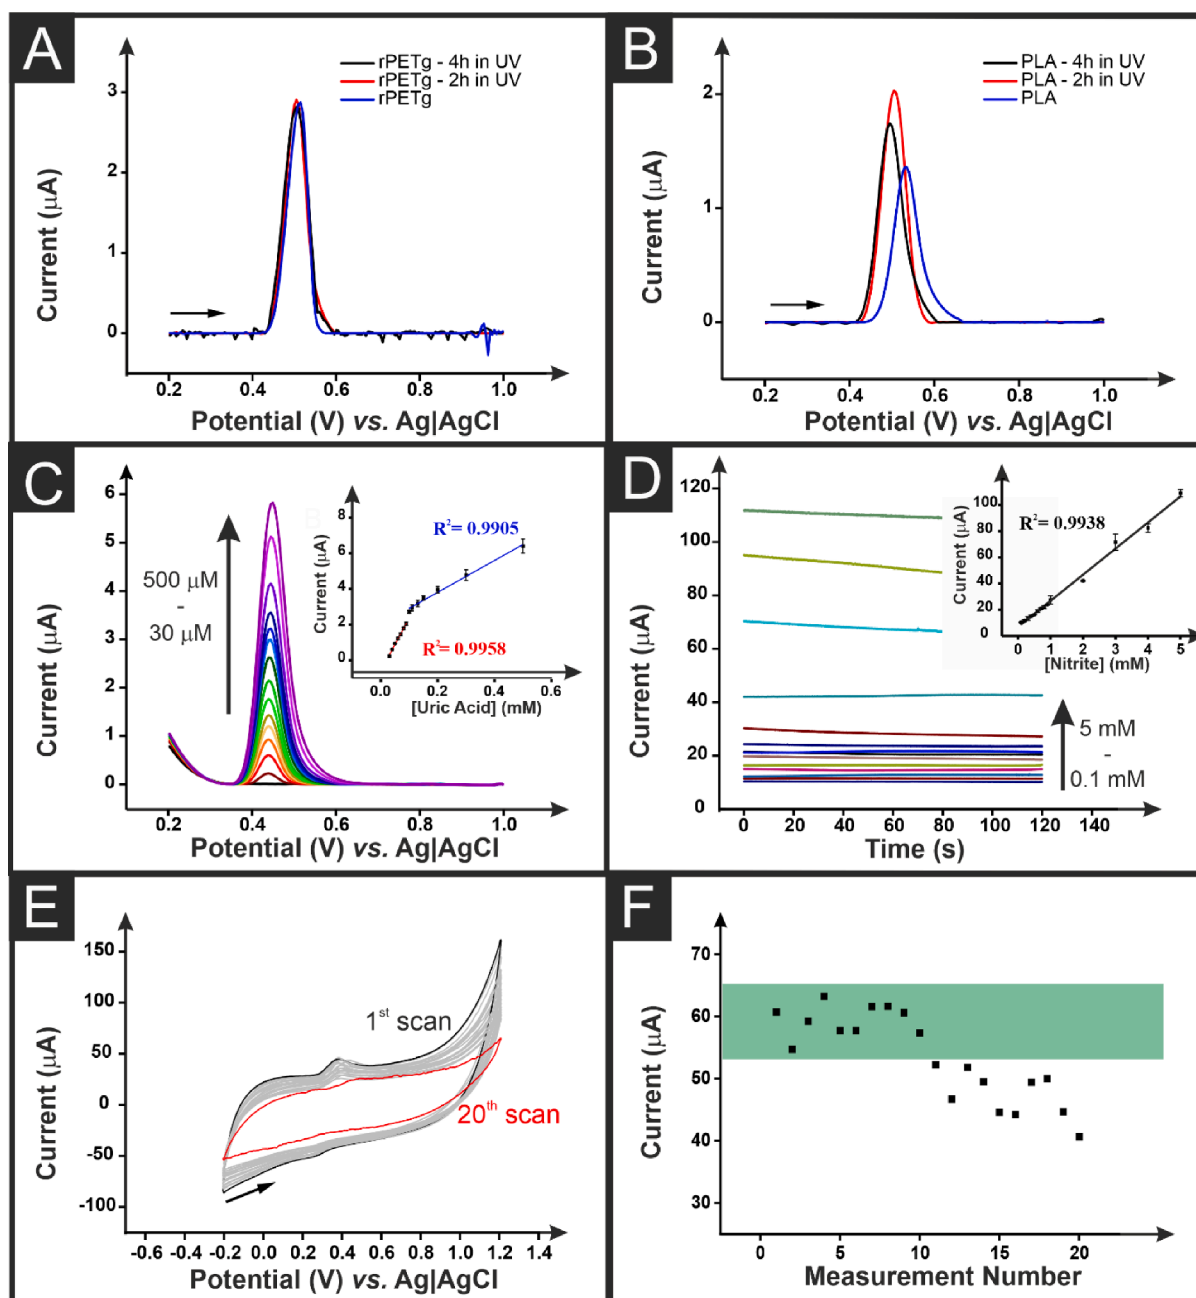 A
rPETg - 4h in UV
rPETg - 2h in UV
rPETg
3
2
1
0
Current (μA)
0.2 0.4 0.6 0.8 1.0
Potential (V) vs. Ag|AgCl
B
PLA - 4h in UV
PLA - 2h in UV
PLA
2
1
0
Current (μA)
0.2 0.4 0.6 0.8 1.0
Potential (V) vs. Ag|AgCl
C
6
5
4
3
2
1
0
Current (μA)
500 μM
-
30 μM
8
6
4
2
0
Current (μA)
R²= 0.9905
R²= 0.9958
0.0 0.2 0.4 0.6
[Uric Acid] (mM)
0.2 0.4 0.6 0.8 1.0
Potential (V) vs. Ag|AgCl
D
120
100
80
60
40
20
0
Current (μA)
100
80
60
40
20
0
Current (μA)
R²= 0.9938
0 1 2 3 4 5
[Nitrite] (mM)
5 mM
-
0.1 mM
0 20 40 60 80 100 120 140
Time (s)
E
150
100
50
0
-50
-100
Current (μA)
1st scan
20th scan
-0.6 -0.4 -0.2 0.0 0.2 0.4 0.6 0.8 1.0 1.2 1.4
Potential (V) vs. Ag|AgCl
F
70
60
50
40
30
Current (μA)
0 5 10 15 20
Measurement Number